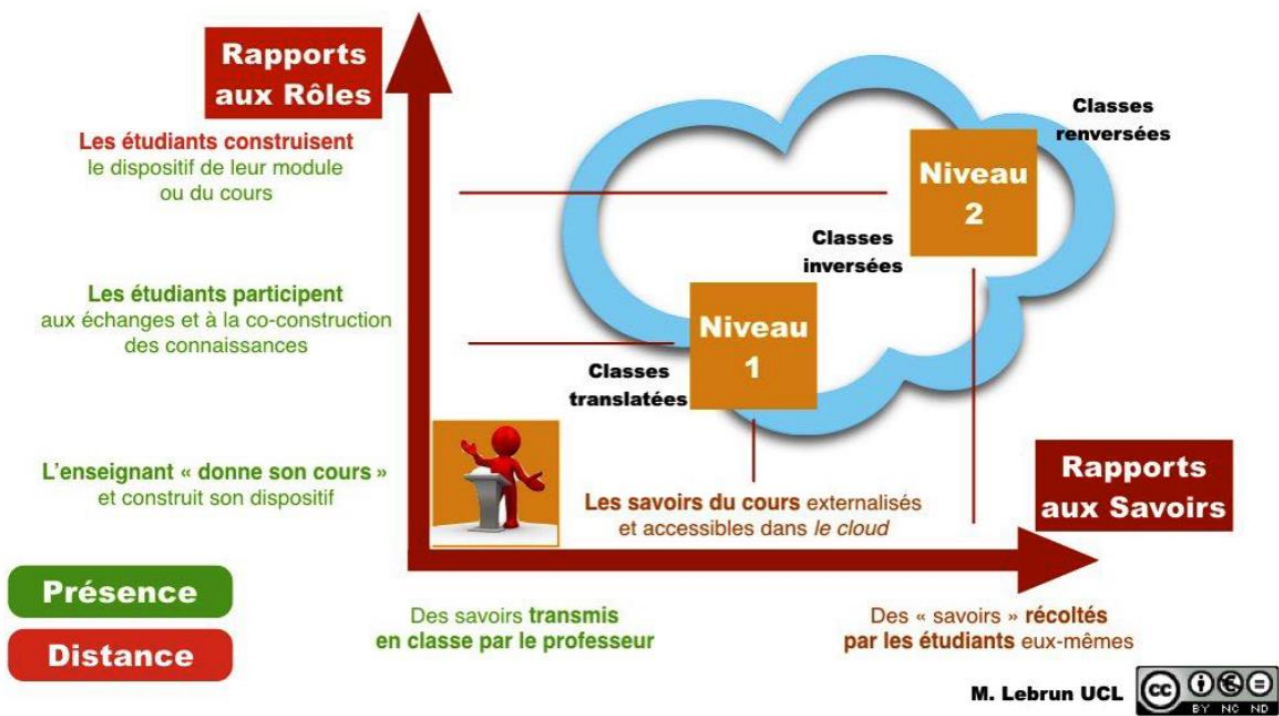 Rapports
aux Rôles
Les étudiants construisent
le dispositif de leur module
ou du cours
Les étudiants participent
aux échanges et à la co-construction
des connaissances
L'enseignant « donne son cours »
et construit son dispositif
Classes
renversées
Niveau
2
Classes
inversées
Niveau
1
Classes
translatées
Les savoirs du cours externalisés
et accessibles dans le cloud
Rapports
aux Savoirs
Présence
Distance
Des savoirs transmis
en classe par le professeur
Des « savoirs » récoltés
par les étudiants eux-mêmes
M. Lebrun UCL
cc
BY NC ND